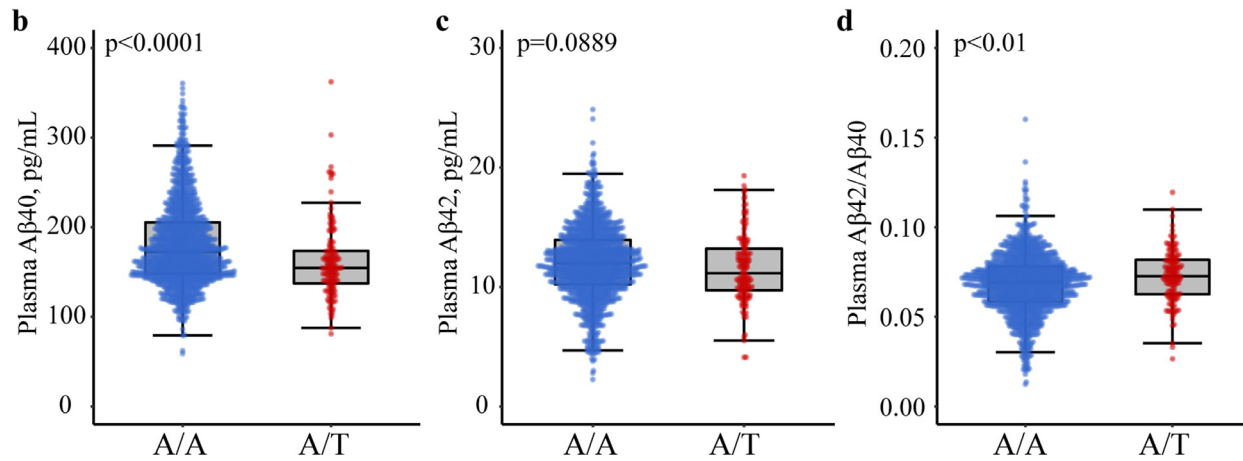 b
p<0.0001
Plasma Aβ40, pg/mL
400
300
200
100
0
A/A A/T
c
p=0.0889
Plasma Aβ42, pg/mL
30
20
10
0
A/A A/T
d
p<0.01
Plasma Aβ42/Aβ40
0.20
0.15
0.10
0.05
0.00
A/A A/T